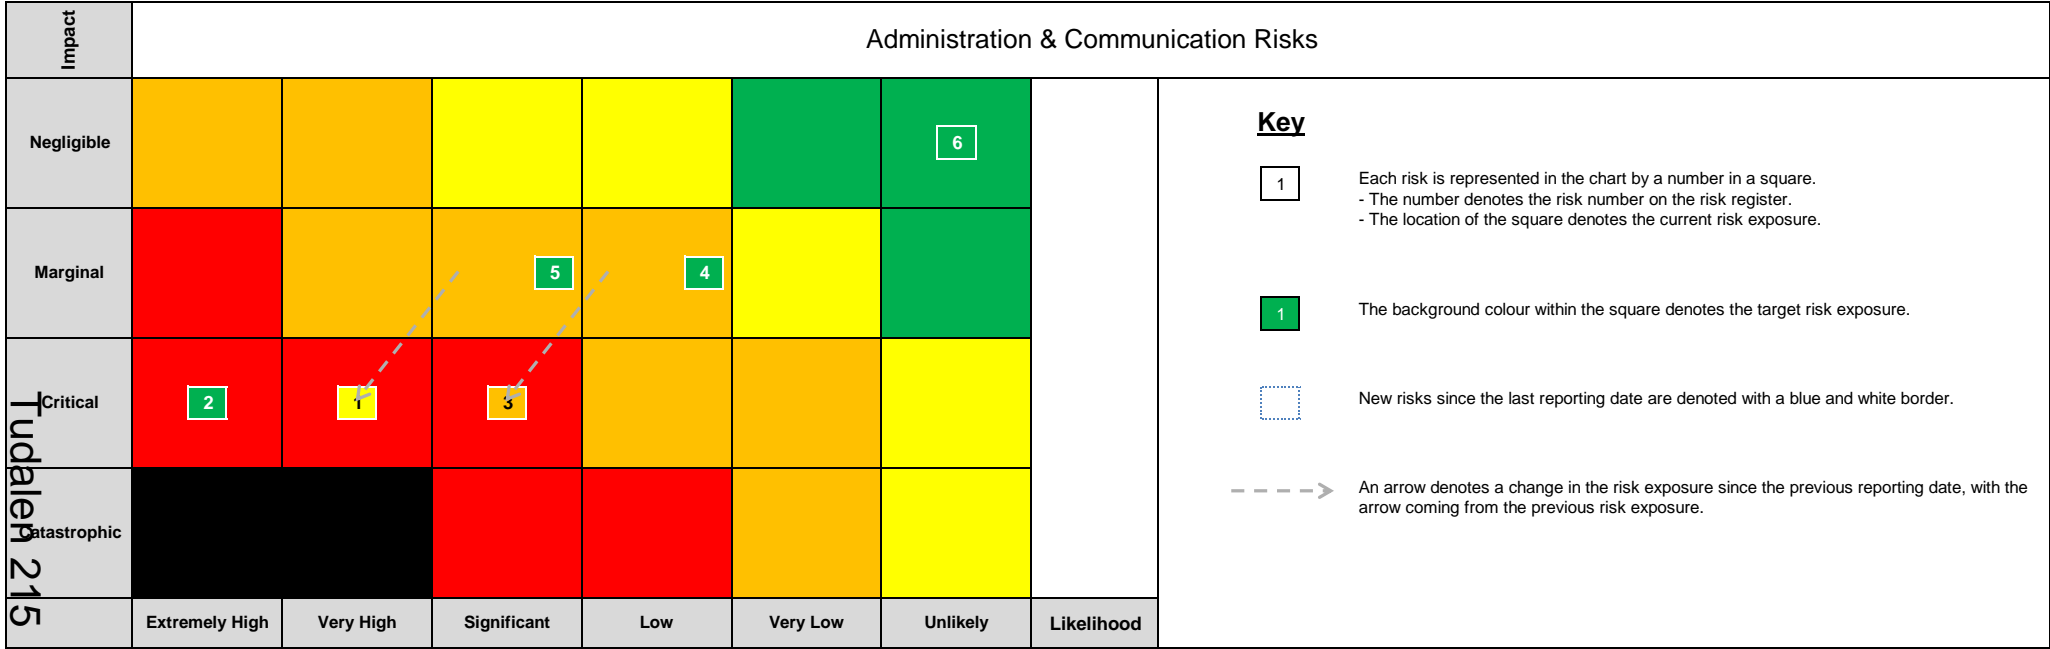 Impact
Administration & Communication Risks
Negligible
6
Marginal
5
4
Critical
2
1
3
Catastrophic
Extremely High
Very High
Significant
Low
Very Low
Unlikely
Likelihood
Key
1
Each risk is represented in the chart by a number in a square.
- The number denotes the risk number on the risk register.
- The location of the square denotes the current risk exposure.
1
The background colour within the square denotes the target risk exposure.
New risks since the last reporting date are denoted with a blue and white border.
An arrow denotes a change in the risk exposure since the previous reporting date, with the
arrow coming from the previous risk exposure.
Tudalen 215